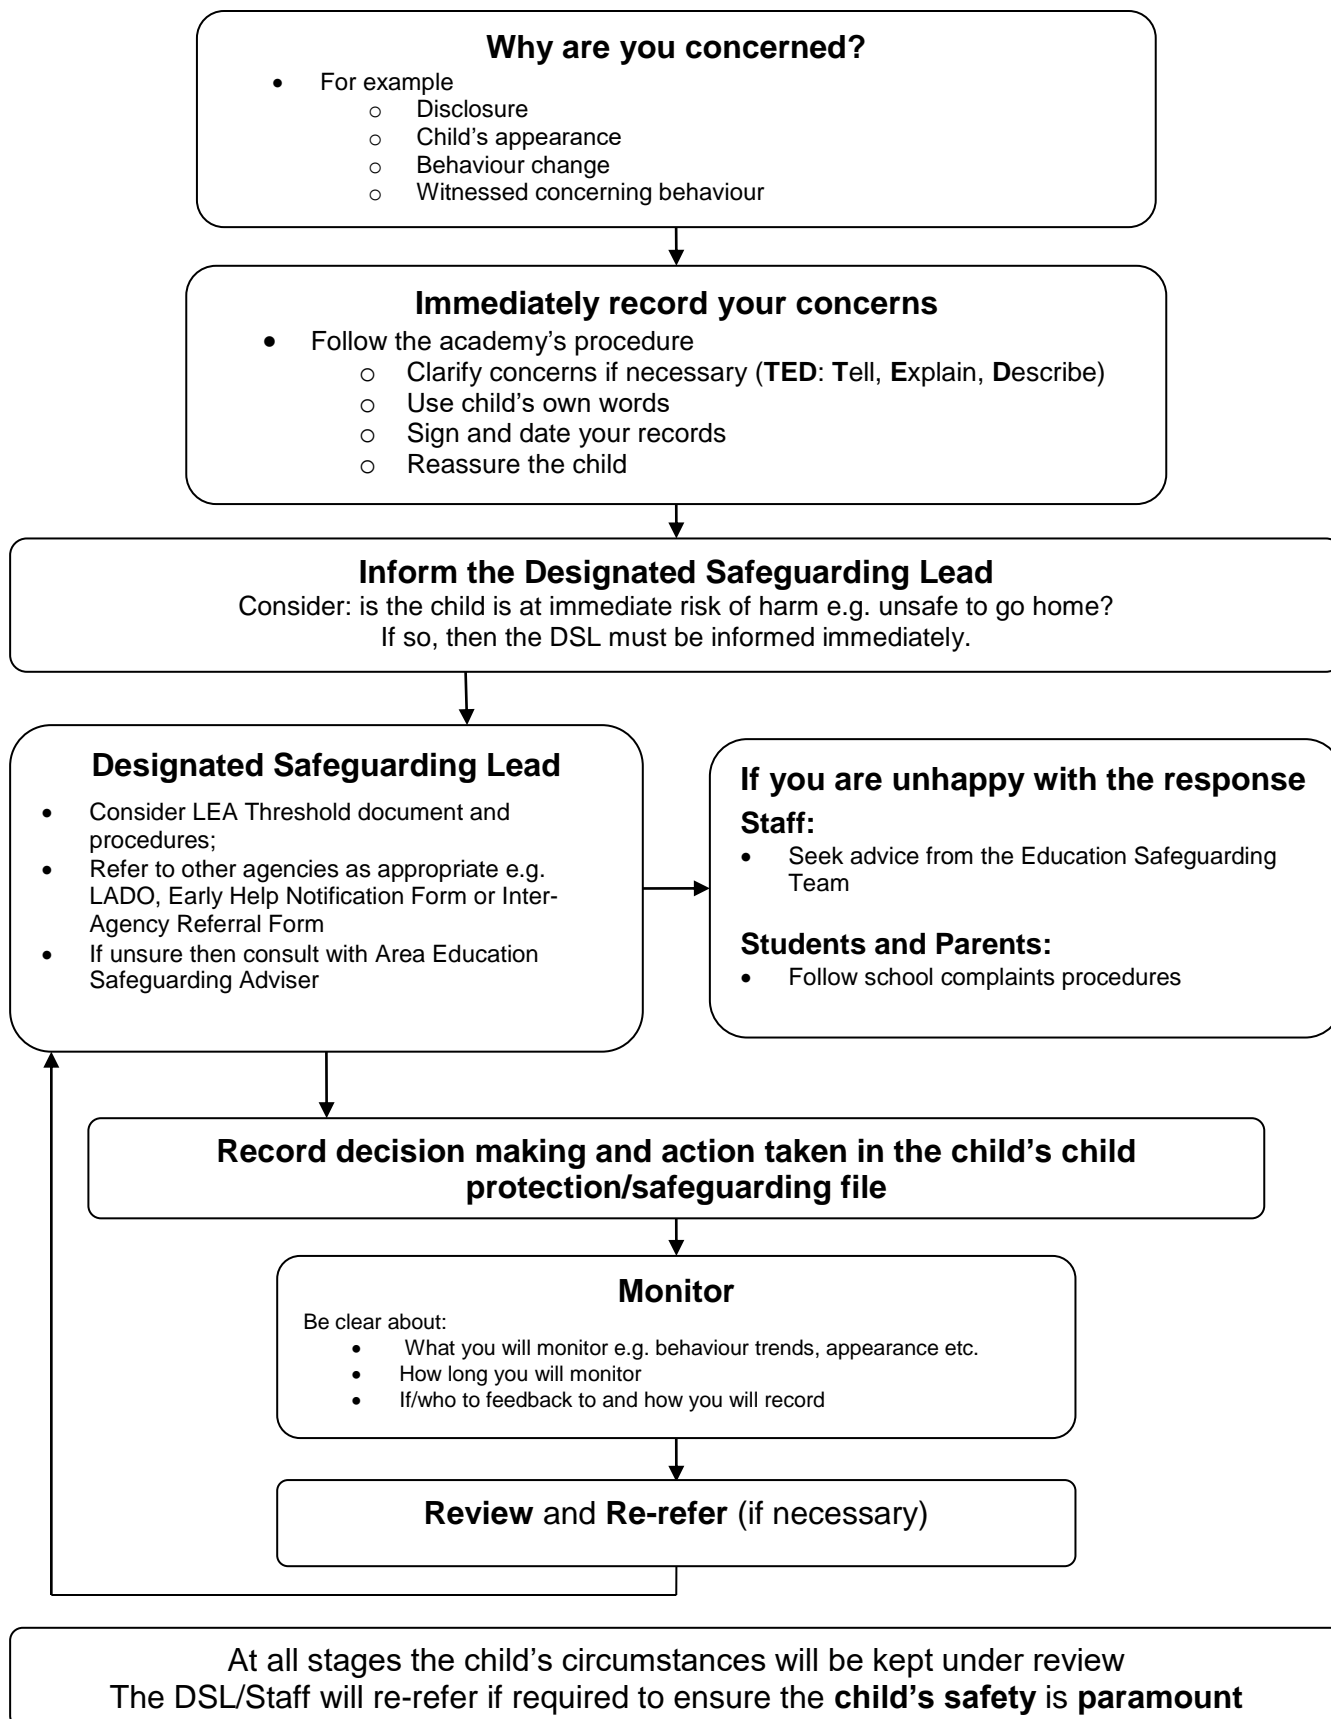 Why are you concerned?
• For example
o Disclosure
o Child’s appearance
o Behaviour change
o Witnessed concerning behaviour
Immediately record your concerns
• Follow the academy’s procedure
o Clarify concerns if necessary (TED: Tell, Explain, Describe)
o Use child’s own words
o Sign and date your records
o Reassure the child
Inform the Designated Safeguarding Lead
Consider: is the child is at immediate risk of harm e.g. unsafe to go home?
If so, then the DSL must be informed immediately.
Designated Safeguarding Lead
• Consider LEA Threshold document and
procedures;
• Refer to other agencies as appropriate e.g.
LADO, Early Help Notification Form or Inter-
Agency Referral Form
• If unsure then consult with Area Education
Safeguarding Adviser
If you are unhappy with the response
Staff:
• Seek advice from the Education Safeguarding
Team
Students and Parents:
• Follow school complaints procedures
Record decision making and action taken in the child’s child
protection/safeguarding file
Monitor
Be clear about:
• What you will monitor e.g. behaviour trends, appearance etc.
• How long you will monitor
• If/who to feedback to and how you will record
Review and Re-refer (if necessary)
At all stages the child’s circumstances will be kept under review
The DSL/Staff will re-refer if required to ensure the child’s safety is paramount